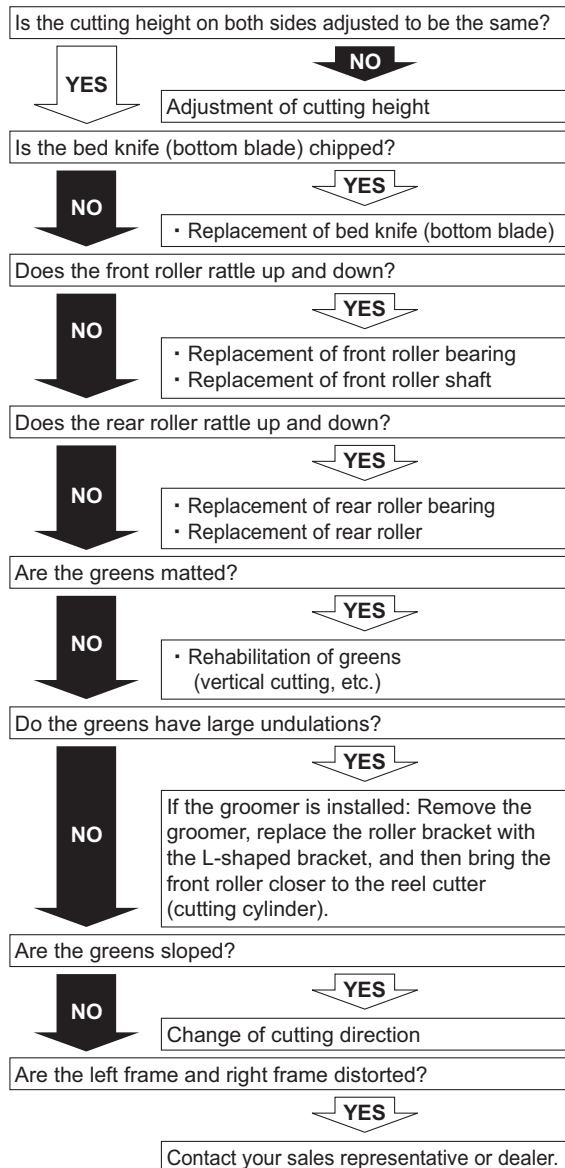 Is the cutting height on both sides adjusted to be the same?
NO
YES
Adjustment of cutting height
Is the bed knife (bottom blade) chipped?
YES
NO
・Replacement of bed knife (bottom blade)
Does the front roller rattle up and down?
YES
NO
・Replacement of front roller bearing
・Replacement of front roller shaft
Does the rear roller rattle up and down?
YES
NO
・Replacement of rear roller bearing
・Replacement of rear roller
Are the greens matted?
YES
NO
・Rehabilitation of greens
(vertical cutting, etc.)
Do the greens have large undulations?
YES
NO
If the groomer is installed: Remove the
groomer, replace the roller bracket with
the L-shaped bracket, and then bring the
front roller closer to the reel cutter
(cutting cylinder).
Are the greens sloped?
YES
NO
Change of cutting direction
Are the left frame and right frame distorted?
YES
Contact your sales representative or dealer.